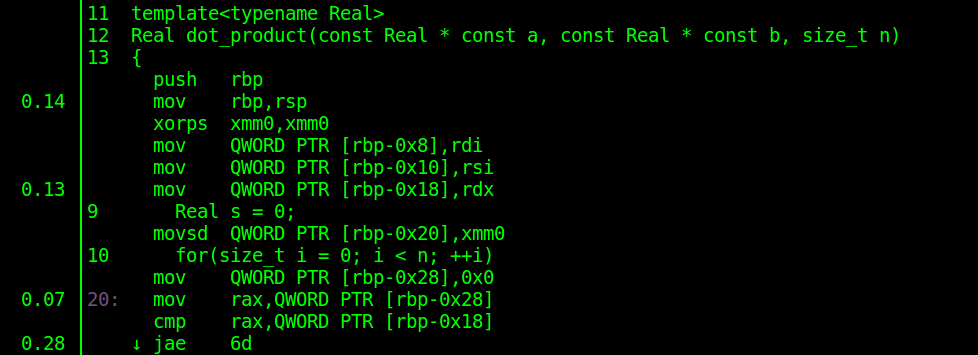 11 template<typename Real>
12 Real dot_product(const Real * const a, const Real * const b, size_t n)
13 {
push rbp
0.14 mov rbp,rsp
xorps xmm0,xmm0
mov QWORD PTR [rbp-0x8],rdi
mov QWORD PTR [rbp-0x10],rsi
0.13 mov QWORD PTR [rbp-0x18],rdx
9 Real s = 0;
movsd QWORD PTR [rbp-0x20],xmm0
10 for(size_t i = 0; i < n; ++i)
mov QWORD PTR [rbp-0x28],0x0
0.07 20: mov rax,QWORD PTR [rbp-0x28]
cmp rax,QWORD PTR [rbp-0x18]
0.28 ↓ jae 6d